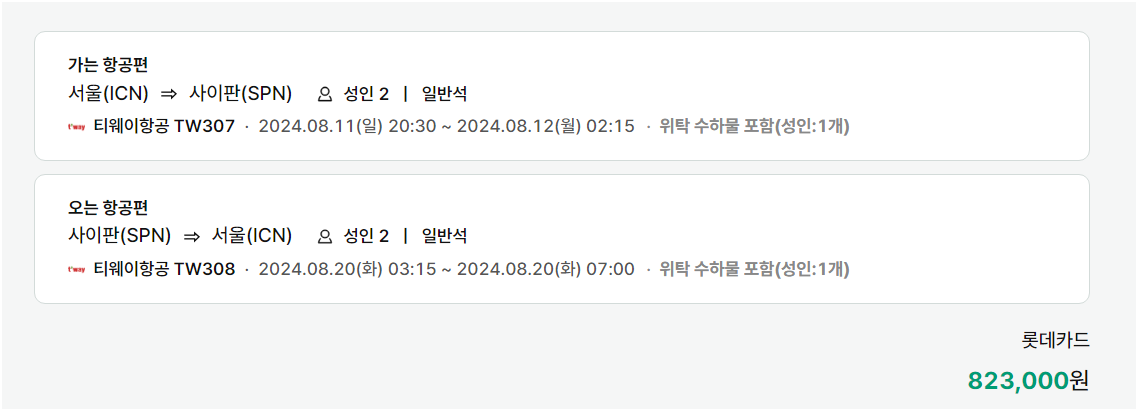 가는 항공편
서울(ICN) ⇒ 사이판(SPN) 성인 2 | 일반석
t'way 티웨이항공 TW307 · 2024.08.11(일) 20:30 ~ 2024.08.12(월) 02:15 · 위탁 수하물 포함(성인:1개)
오는 항공편
사이판(SPN) ⇒ 서울(ICN) 성인 2 | 일반석
t'way 티웨이항공 TW308 · 2024.08.20(화) 03:15 ~ 2024.08.20(화) 07:00 · 위탁 수하물 포함(성인:1개)
롯데카드
823,000원